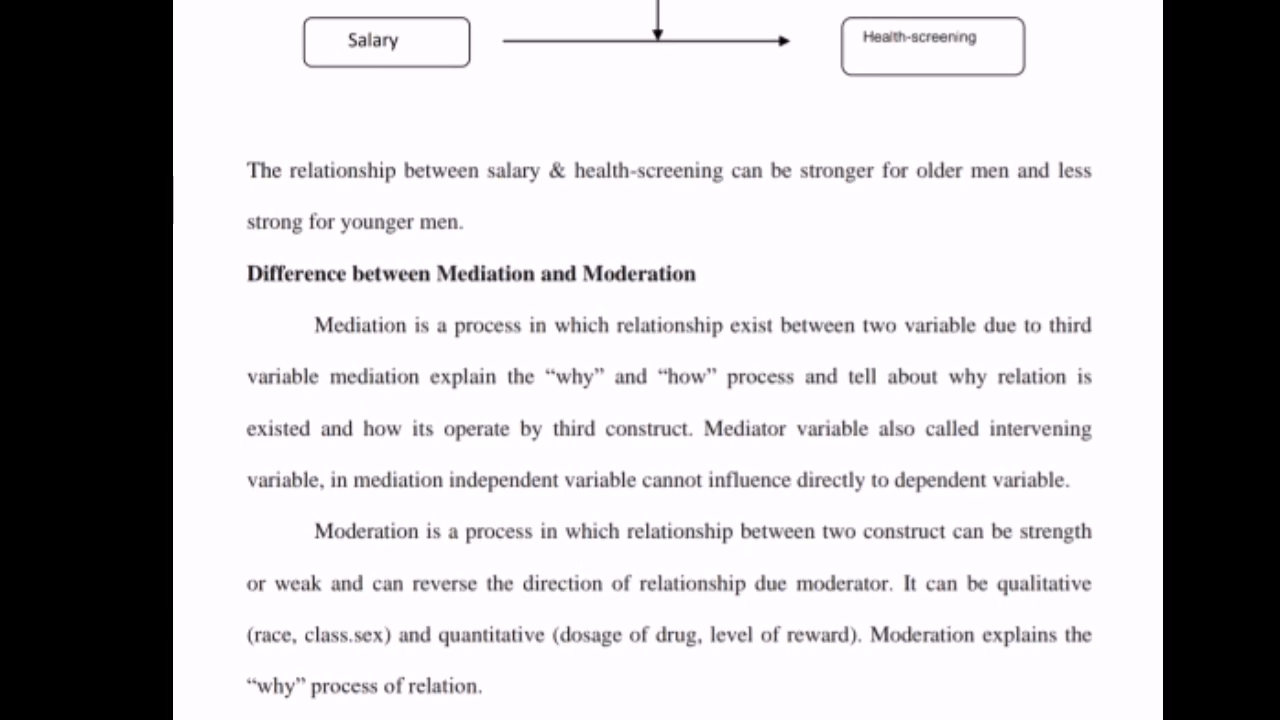 Salary
Health-screening
The relationship between salary & health-screening can be stronger for older men and less
strong for younger men.
Difference between Mediation and Moderation
Mediation is a process in which relationship exist between two variable due to third
variable mediation explain the “why” and “how” process and tell about why relation is
existed and how its operate by third construct. Mediator variable also called intervening
variable, in mediation independent variable cannot influence directly to dependent variable.
Moderation is a process in which relationship between two construct can be strength
or weak and can reverse the direction of relationship due moderator. It can be qualitative
(race, class.sex) and quantitative (dosage of drug, level of reward). Moderation explains the
“why” process of relation.